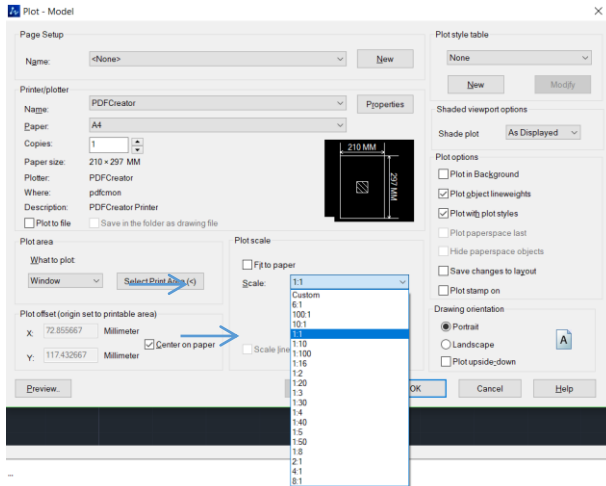 Plot - Model
Page Setup
Name:
<None>
New
Printer/plotter
Name:
PDFCreator
Properties
Paper:
A4
Copies:
1
Paper size:
210 × 297 MM
Plotter:
PDFCreator
Where:
pdfcmon
Description:
PDFCreator Printer
Plot to file
Save in the folder as drawing file
210 MM
297 MM
Plot area
What to plot:
Window
Select Print Area (<)
Plot scale
Fit to paper
Scale:
1:1
Custom
6:1
100:1
10:1
1:1
1:10
1:100
1:16
1:2
1:20
1:3
1:30
1:4
1:40
1:5
1:50
1:8
2:1
4:1
8:1
Scale
Plot offset (origin set to printable area)
X:
72.855667
Millimeter
Center on paper
Y:
117.432667
Millimeter
Preview..
OK
Cancel
Help
Plot style table
None
New
Modify
Shaded viewport options
Shade plot
As Displayed
Plot options
Plot in Background
Plot object lineweights
Plot with plot styles
Plot paperspace last
Hide paperspace objects
Save changes to layout
Plot stamp on
Drawing orientation
Portrait
Landscape
Plot upside-down
A
...